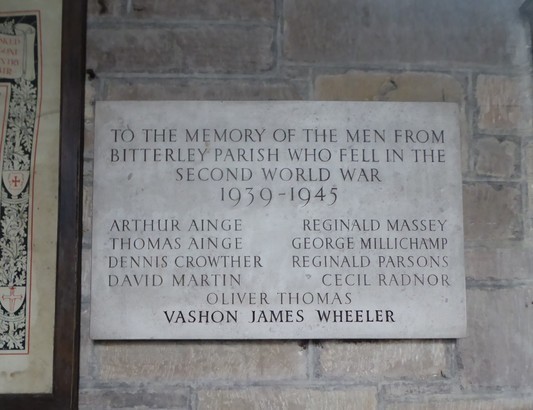 TO THE MEMORY OF THE MEN FROM
BITTERLEY PARISH WHO FELL IN THE
SECOND WORLD WAR
1939-1945
ARTHUR AINGE REGINALD MASSEY
THOMAS AINGE GEORGE MILLICHAMP
DENNIS CROWTHER REGINALD PARSONS
DAVID MARTIN CECIL RADNOR
OLIVER THOMAS
VASHON JAMES WHEELER